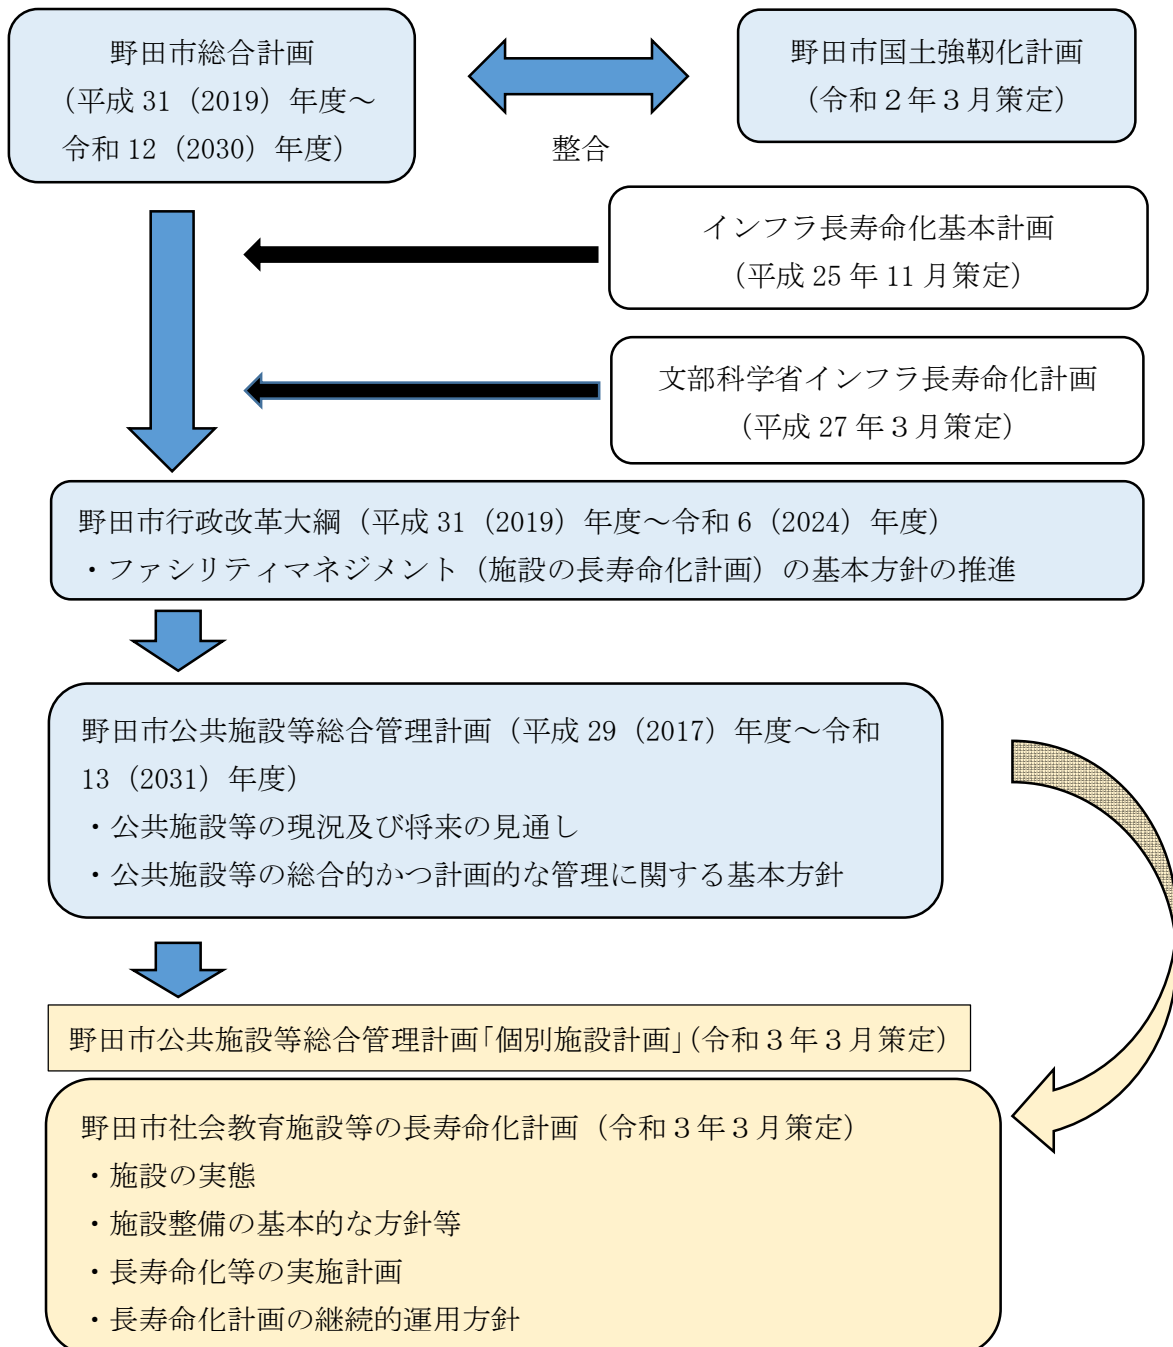 野田市総合計画
（平成 31（2019）年度～
令和 12（2030）年度）
整合
野田市国土強靭化計画
（令和２年３月策定）
インフラ長寿命化基本計画
（平成 25 年 11 月策定）
文部科学省インフラ長寿命化計画
（平成 27 年３月策定）
野田市行政改革大綱（平成 31（2019）年度～令和 6（2024）年度）
・ファシリティマネジメント（施設の長寿命化計画）の基本方針の推進
野田市公共施設等総合管理計画（平成 29（2017）年度～令和
13（2031）年度）
・公共施設等の現況及び将来の見通し
・公共施設等の総合的かつ計画的な管理に関する基本方針
野田市公共施設等総合管理計画「個別施設計画」（令和３年３月策定）
野田市社会教育施設等の長寿命化計画（令和３年３月策定）
・施設の実態
・施設整備の基本的な方針等
・長寿命化等の実施計画
・長寿命化計画の継続的運用方針